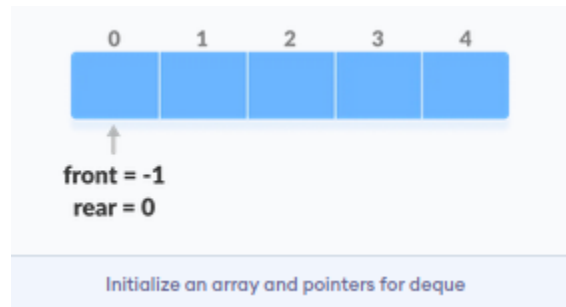 0 1 2 3 4
front = -1
rear = 0
Initialize an array and pointers for deque